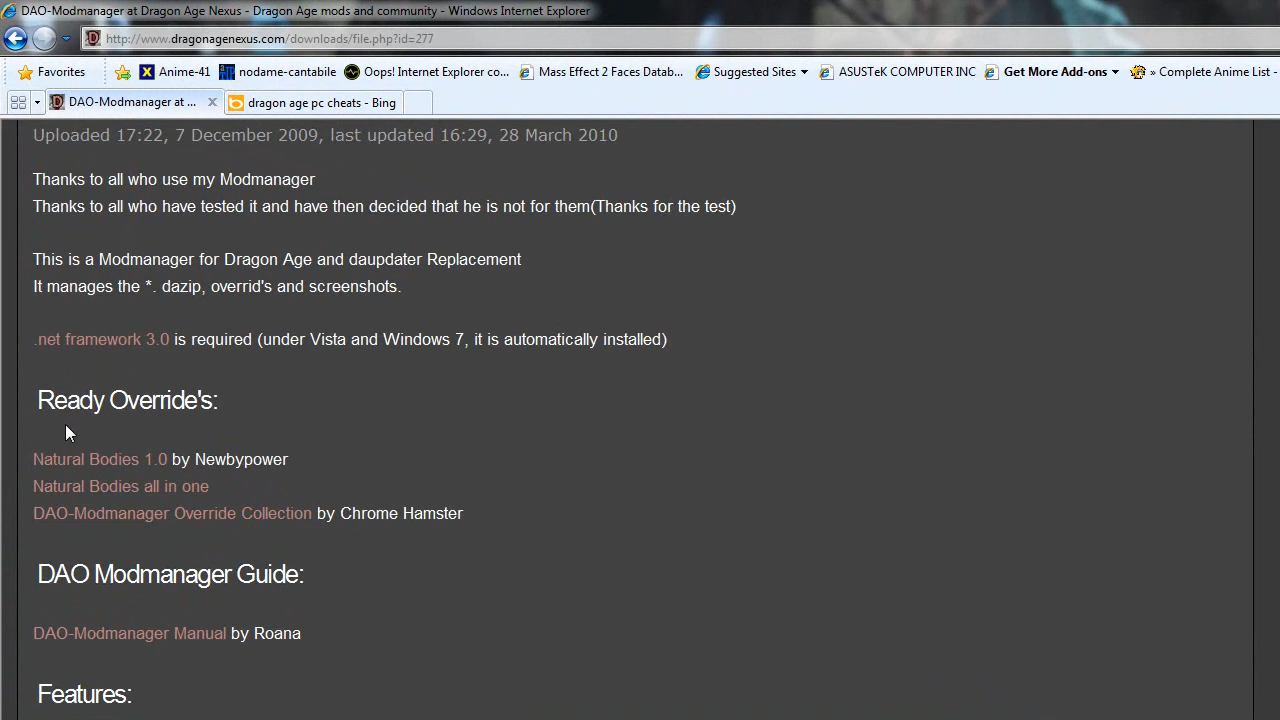 DAO-Modmanager at Dragon Age Nexus - Dragon Age mods and community - Windows Internet Explorer
http://www.dragonagenexus.com/downloads/file.php?id=277
Favorites Anime-41 nodame-cantabile Oops! Internet Explorer co... Mass Effect 2 Faces Datab... Suggested Sites ASUSTeK COMPUTER INC Get More Add-ons » Complete Anime List -
DAO-Modmanager at ... x dragon age pc cheats - Bing
Uploaded 17:22, 7 December 2009, last updated 16:29, 28 March 2010
Thanks to all who use my Modmanager
Thanks to all who have tested it and have then decided that he is not for them(Thanks for the test)
This is a Modmanager for Dragon Age and daupdater Replacement
It manages the *. dazip, overrid's and screenshots.
.net framework 3.0 is required (under Vista and Windows 7, it is automatically installed)
Ready Override's:
Natural Bodies 1.0 by Newbypower
Natural Bodies all in one
DAO-Modmanager Override Collection by Chrome Hamster
DAO Modmanager Guide:
DAO-Modmanager Manual by Roana
Features: